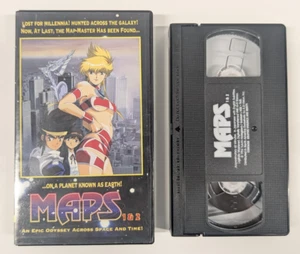 LOST FOR MILLENNIA! HUNTED ACROSS THE GALAXY!
NOW, AT LAST, THE MAP-MASTER HAS BEEN FOUND...
...ON A PLANET KNOWN AS EARTH!
MAPS 1&2
AN EPIC ODYSSEY ACROSS SPACE AND TIME!
MAPS
1 & 2